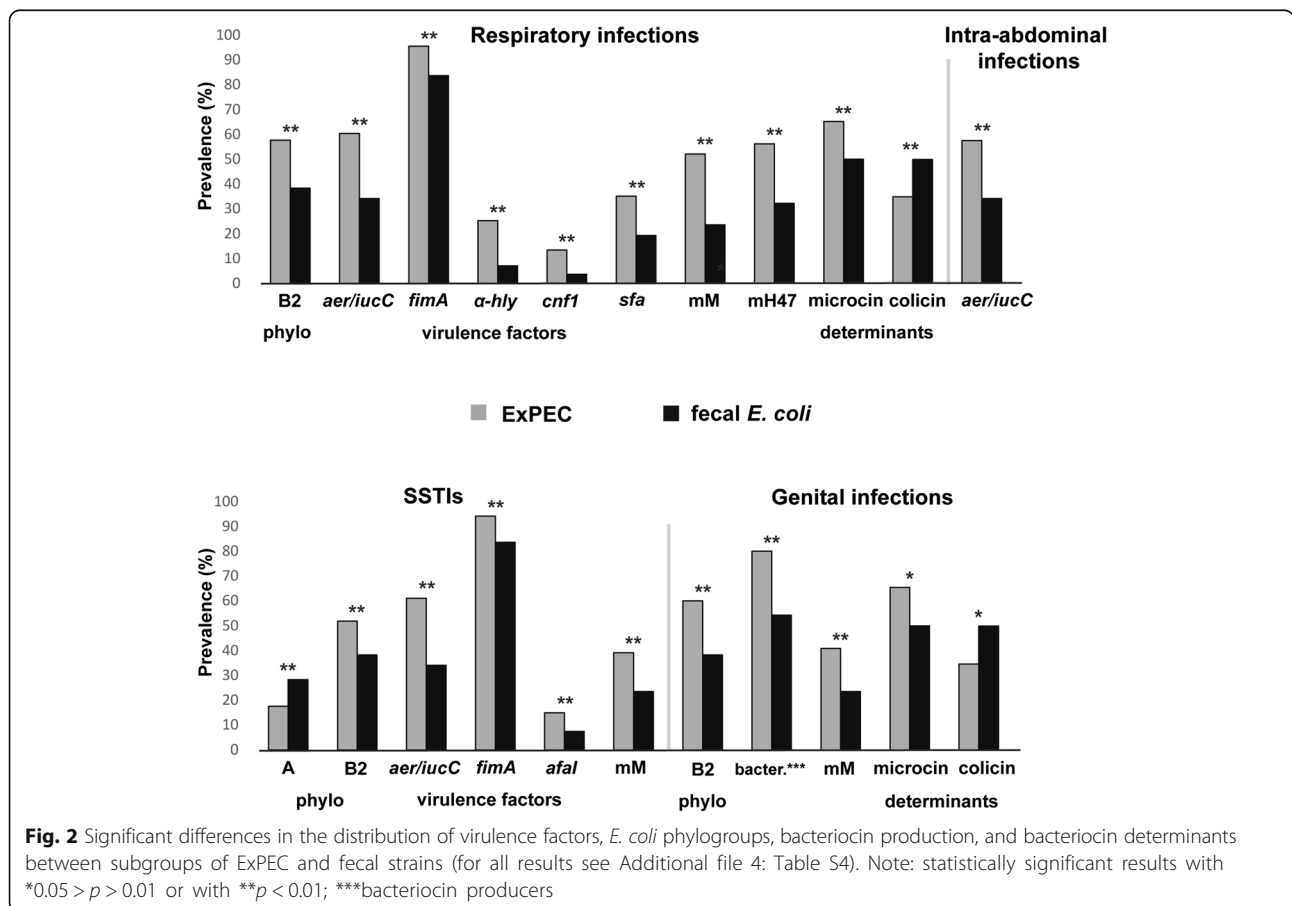 Respiratory infections
Intra-abdominal
infections
Prevalence (%)
100
90
80
70
60
50
40
30
20
10
0
** ** ** ** ** ** ** ** ** ** **
*
B2 aer/iucC fimA α-hly cnf1 sfa mM mH47 microcin colicin aer/iucC
phylo virulence factors determinants
ExPEC fecal E. coli
SSTIs
Genital infections
Prevalence (%)
100
90
80
70
60
50
40
30
20
10
0
** ** ** ** ** ** ** ** ** * *
A B2 aer/iucC fimA afaI mM B2 bacter.*** mM microcin colicin
phylo virulence factors phylo determinants
Fig. 2 Significant differences in the distribution of virulence factors, E. coli phylogroups, bacteriocin production, and bacteriocin determinants
between subgroups of ExPEC and fecal strains (for all results see Additional file 4: Table S4). Note: statistically significant results with
*0.05 > p > 0.01 or with **p < 0.01; ***bacteriocin producers